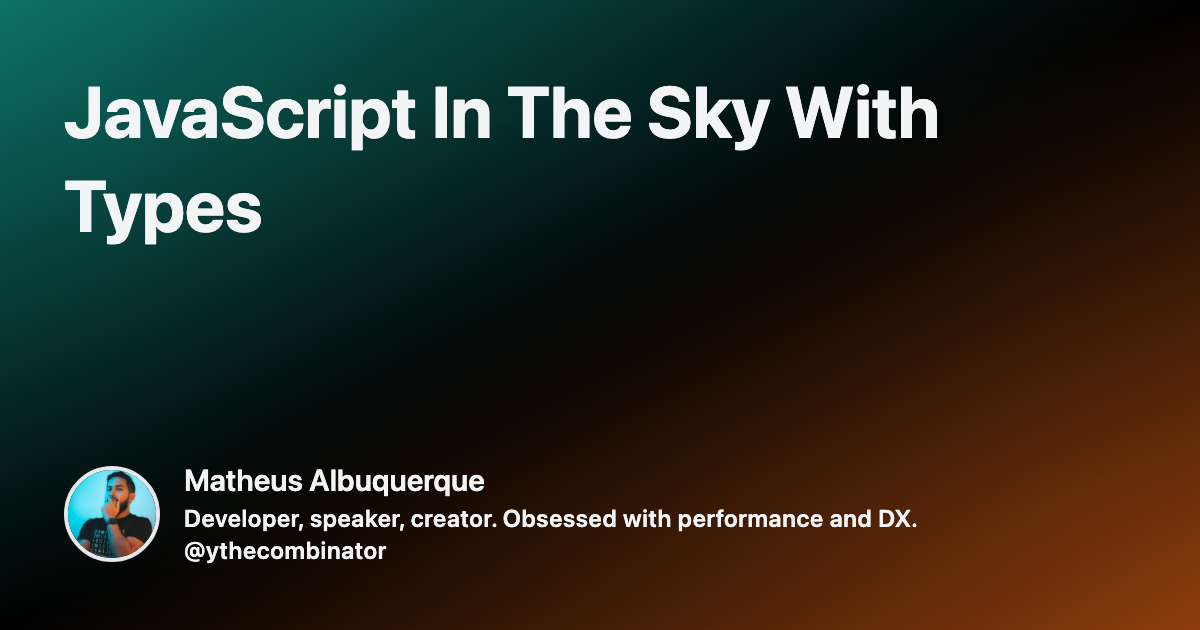 JavaScript In The Sky With
Types
Matheus Albuquerque
Developer, speaker, creator. Obsessed with performance and DX.
@ythecombinator